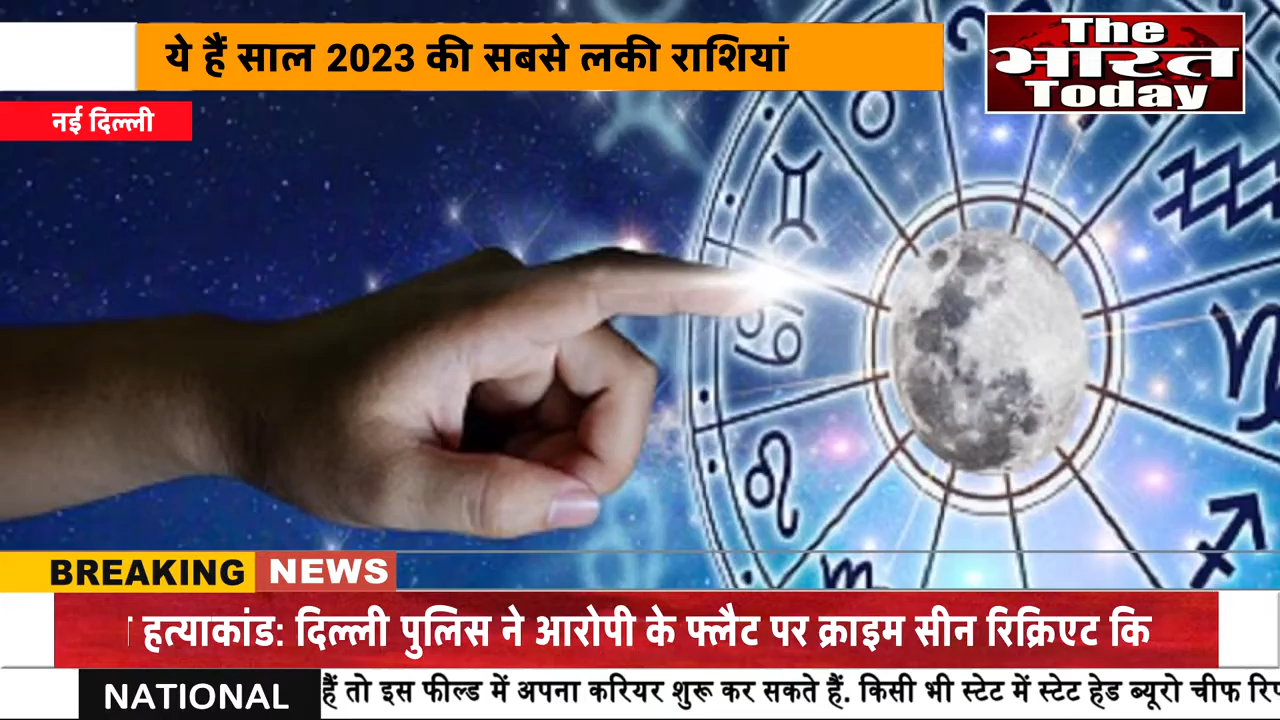 ये हैं साल 2023 की सबसे लकी राशियां
The
भारत
Today
नई दिल्ली
BREAKING NEWS
हत्याकांड: दिल्ली पुलिस ने आरोपी के फ्लैट पर क्राइम सीन रिक्रिएट कि
NATIONAL
हैं तो इस फील्ड में अपना करियर शुरू कर सकते हैं. किसी भी स्टेट में स्टेट हेड ब्यूरो चीफ रिप